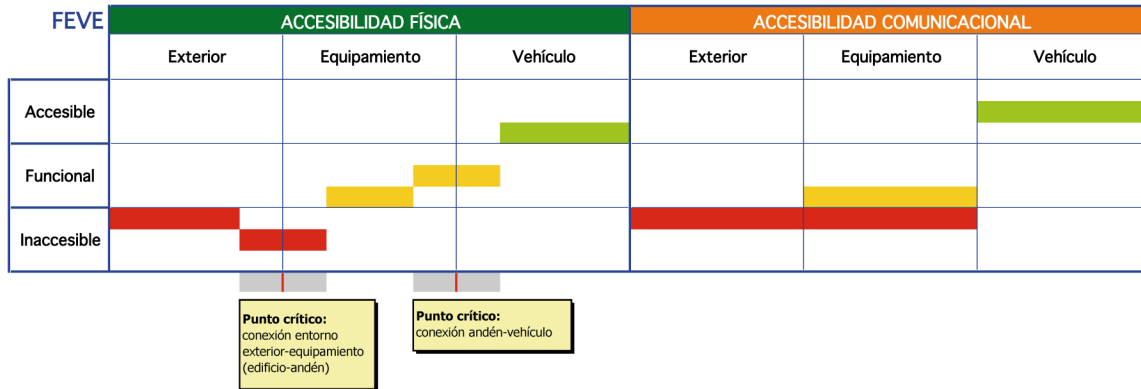 FEVE
ACCESIBILIDAD FÍSICA
ACCESIBILIDAD COMUNICACIONAL
Exterior
Equipamiento
Vehículo
Exterior
Equipamiento
Vehículo
Accesible
Funcional
Inaccesible
Punto crítico:
conexión entorno
exterior-equipamiento
(edificio-andén)
Punto crítico:
conexión andén-vehículo